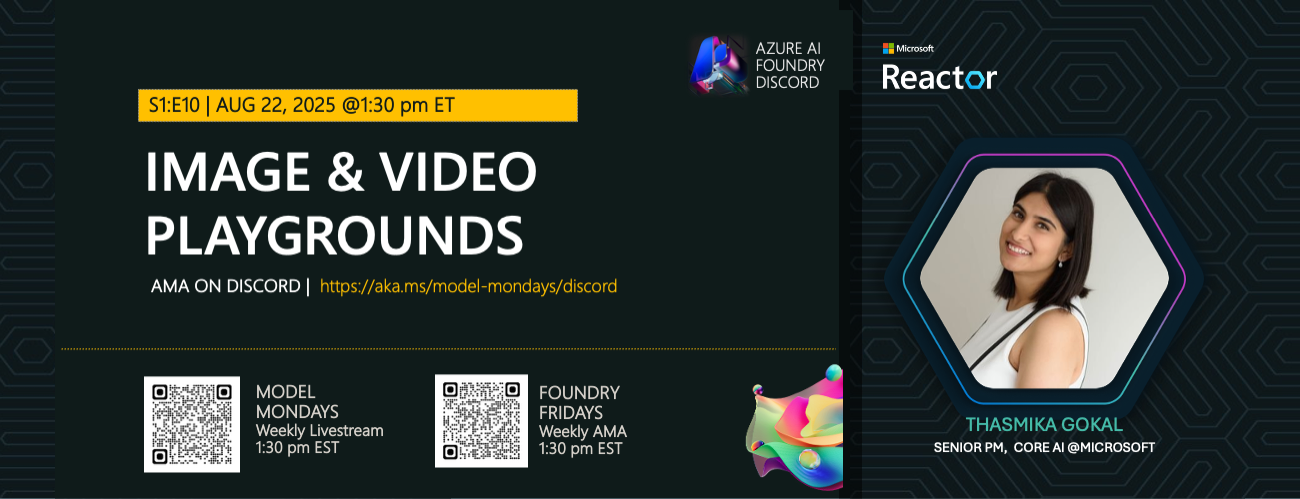 AZURE AI
FOUNDRY
DISCORD
Microsoft
Reactor
S1:E10 | AUG 22, 2025 @1:30 pm ET
IMAGE & VIDEO
PLAYGROUNDS
AMA ON DISCORD | https://aka.ms/model-mondays/discord
MODEL
MONDAYS
Weekly Livestream
1:30 pm EST
FOUNDRY
FRIDAYS
Weekly AMA
1:30 pm EST
THASMIKA GOKAL
SENIOR PM, CORE AI @MICROSOFT